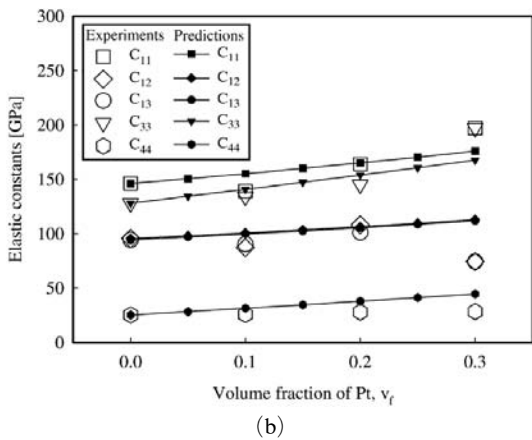 (b)
300
250
200
150
100
50
0
Elastic constants [GPa]
Experiments Predictions
C₁₁ C₁₁
C₁₂ C₁₂
C₁₃ C₁₃
C₃₃ C₃₃
C₄₄ C₄₄
0.0 0.1 0.2 0.3
Volume fraction of Pt, v_f
(b)